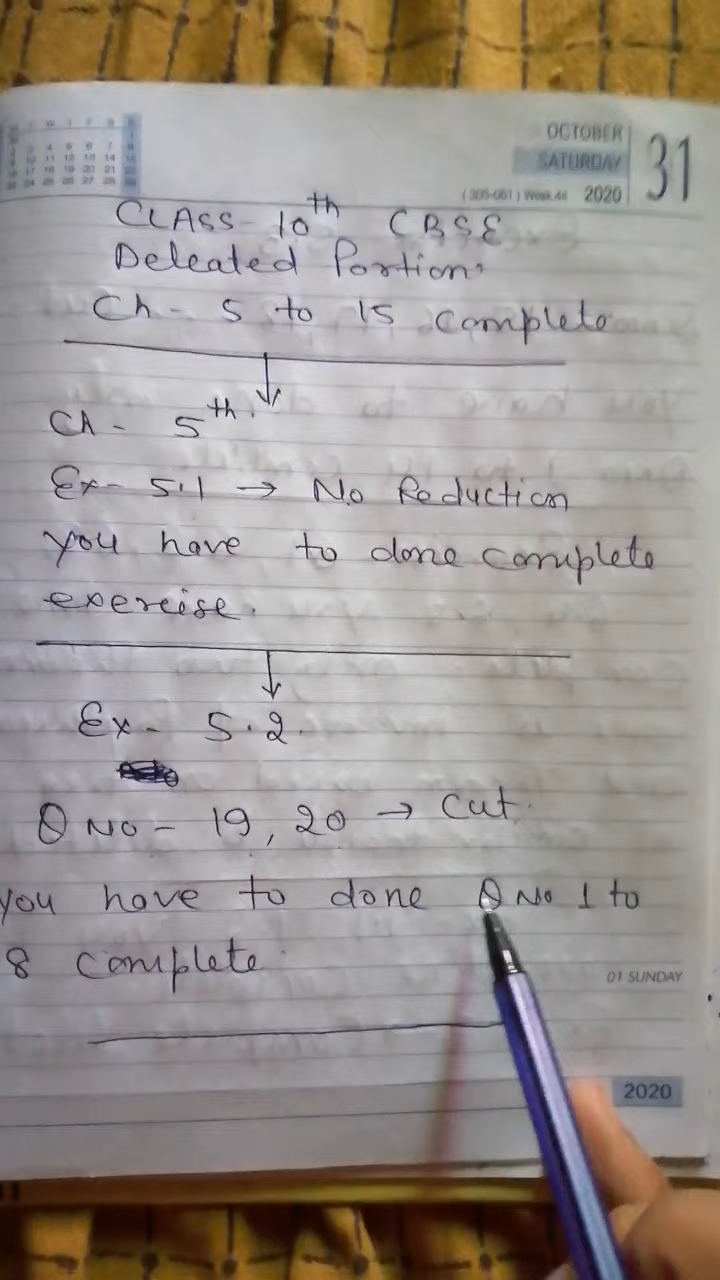 OCTOBER
SATURDAY
31
2020
CLASS - 10th CBSE
Deleated Portion.
Ch - 5 to 15 complete
Ch - 5th.
Ex - 5.1 → No Reduction
you have to done complete
exercise.
Ex - 5.2
Q No - 19, 20 → cut.
you have to done Q No 1 to
8 complete.
01 SUNDAY
2020